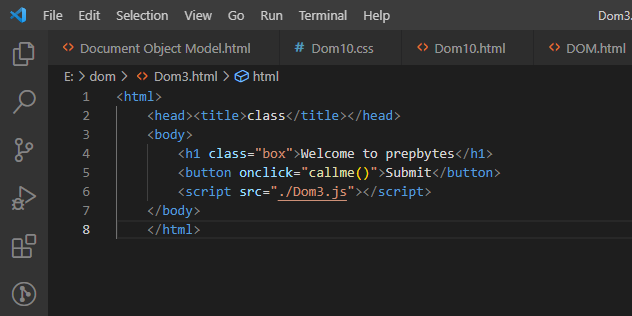 File Edit Selection View Go Run Terminal Help Dom3.
Document Object Model.html # Dom10.css <> Dom10.html <> DOM.html
E: > dom > <> Dom3.html > html
1 <html>
2 <head><title>class</title></head>
3 <body>
4 <h1 class="box">Welcome to prepbytes</h1>
5 <button onclick="callme()">Submit</button>
6 <script src="./Dom3.js"></script>
7 </body>
8 </html>